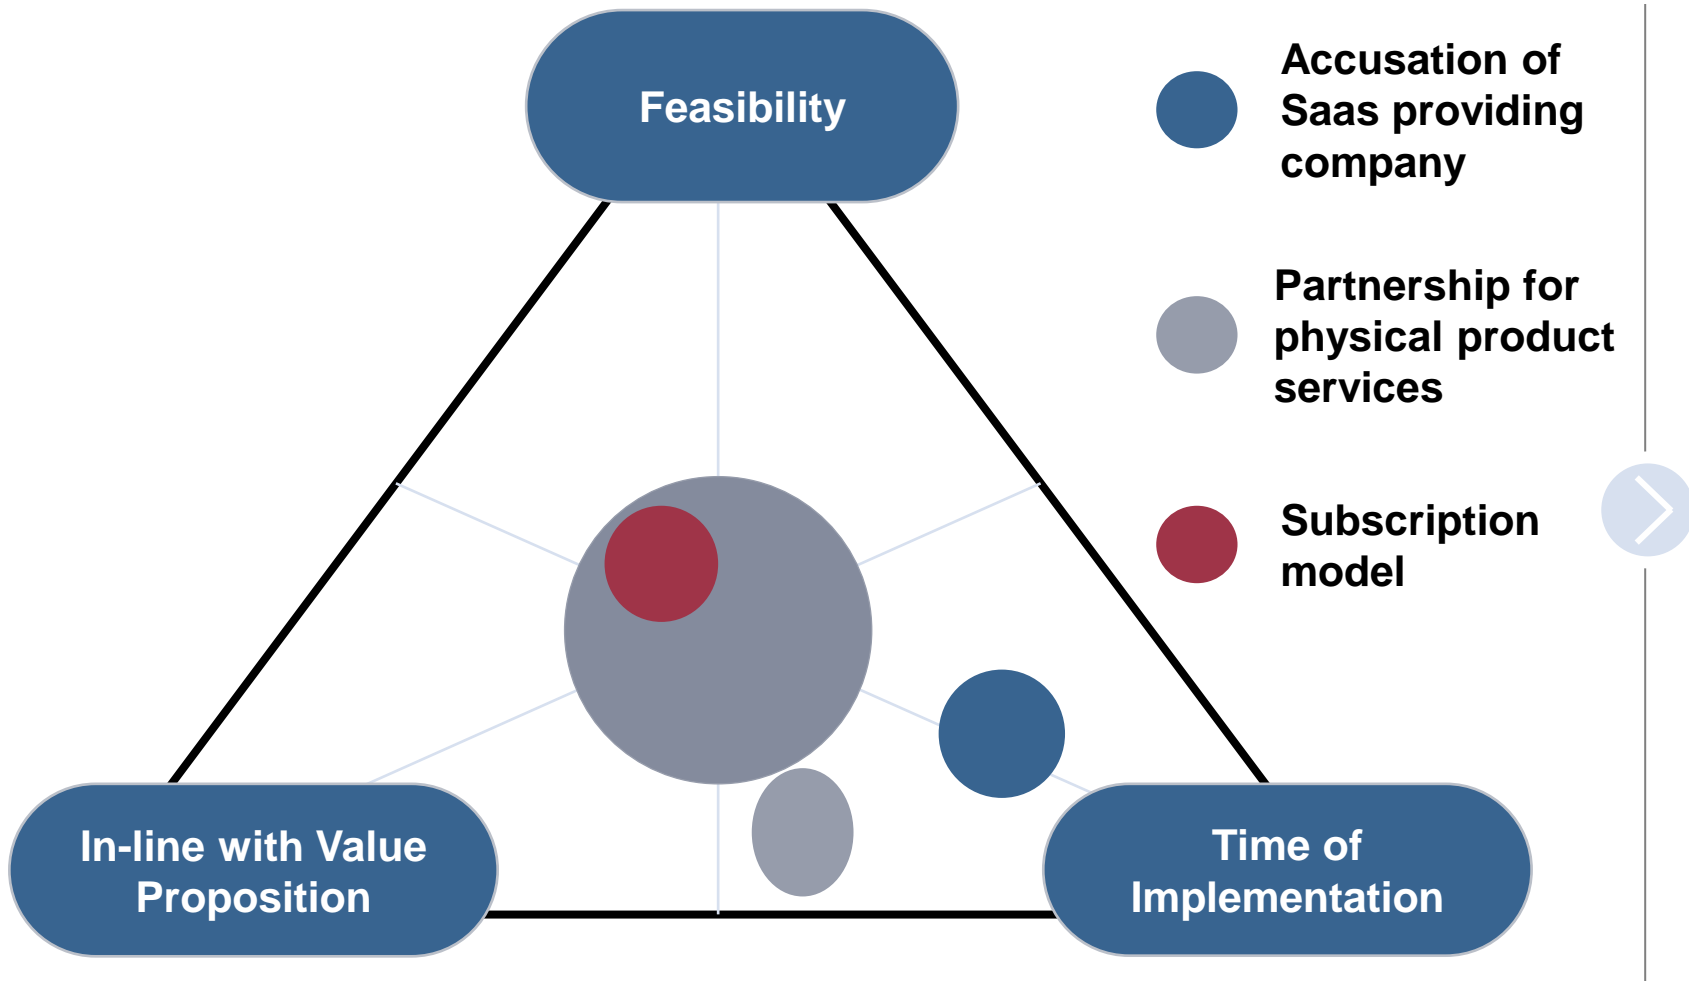 Feasibility
Accusation of
Saas providing
company
Partnership for
physical product
services
Subscription
model
In-line with Value
Proposition
Time of
Implementation